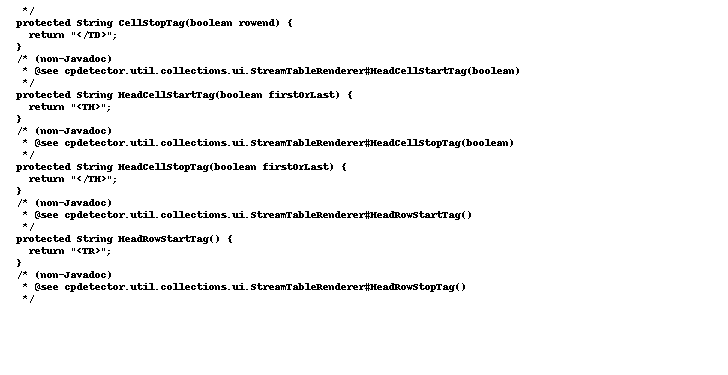 */
protected String CellStopTag(boolean rowend) {
return "</TD>";
}
/* (non-Javadoc)
* @see cpdetector.util.collections.ui.StreamTableRenderer#HeadCellStartTag(boolean)
*/
protected String HeadCellStartTag(boolean firstOrLast) {
return "<TH>";
}
/* (non-Javadoc)
* @see cpdetector.util.collections.ui.StreamTableRenderer#HeadCellStopTag(boolean)
*/
protected String HeadCellStopTag(boolean firstOrLast) {
return "</TH>";
}
/* (non-Javadoc)
* @see cpdetector.util.collections.ui.StreamTableRenderer#HeadRowStartTag()
*/
protected String HeadRowStartTag() {
return "<TR>";
}
/* (non-Javadoc)
* @see cpdetector.util.collections.ui.StreamTableRenderer#HeadRowStopTag()
*/